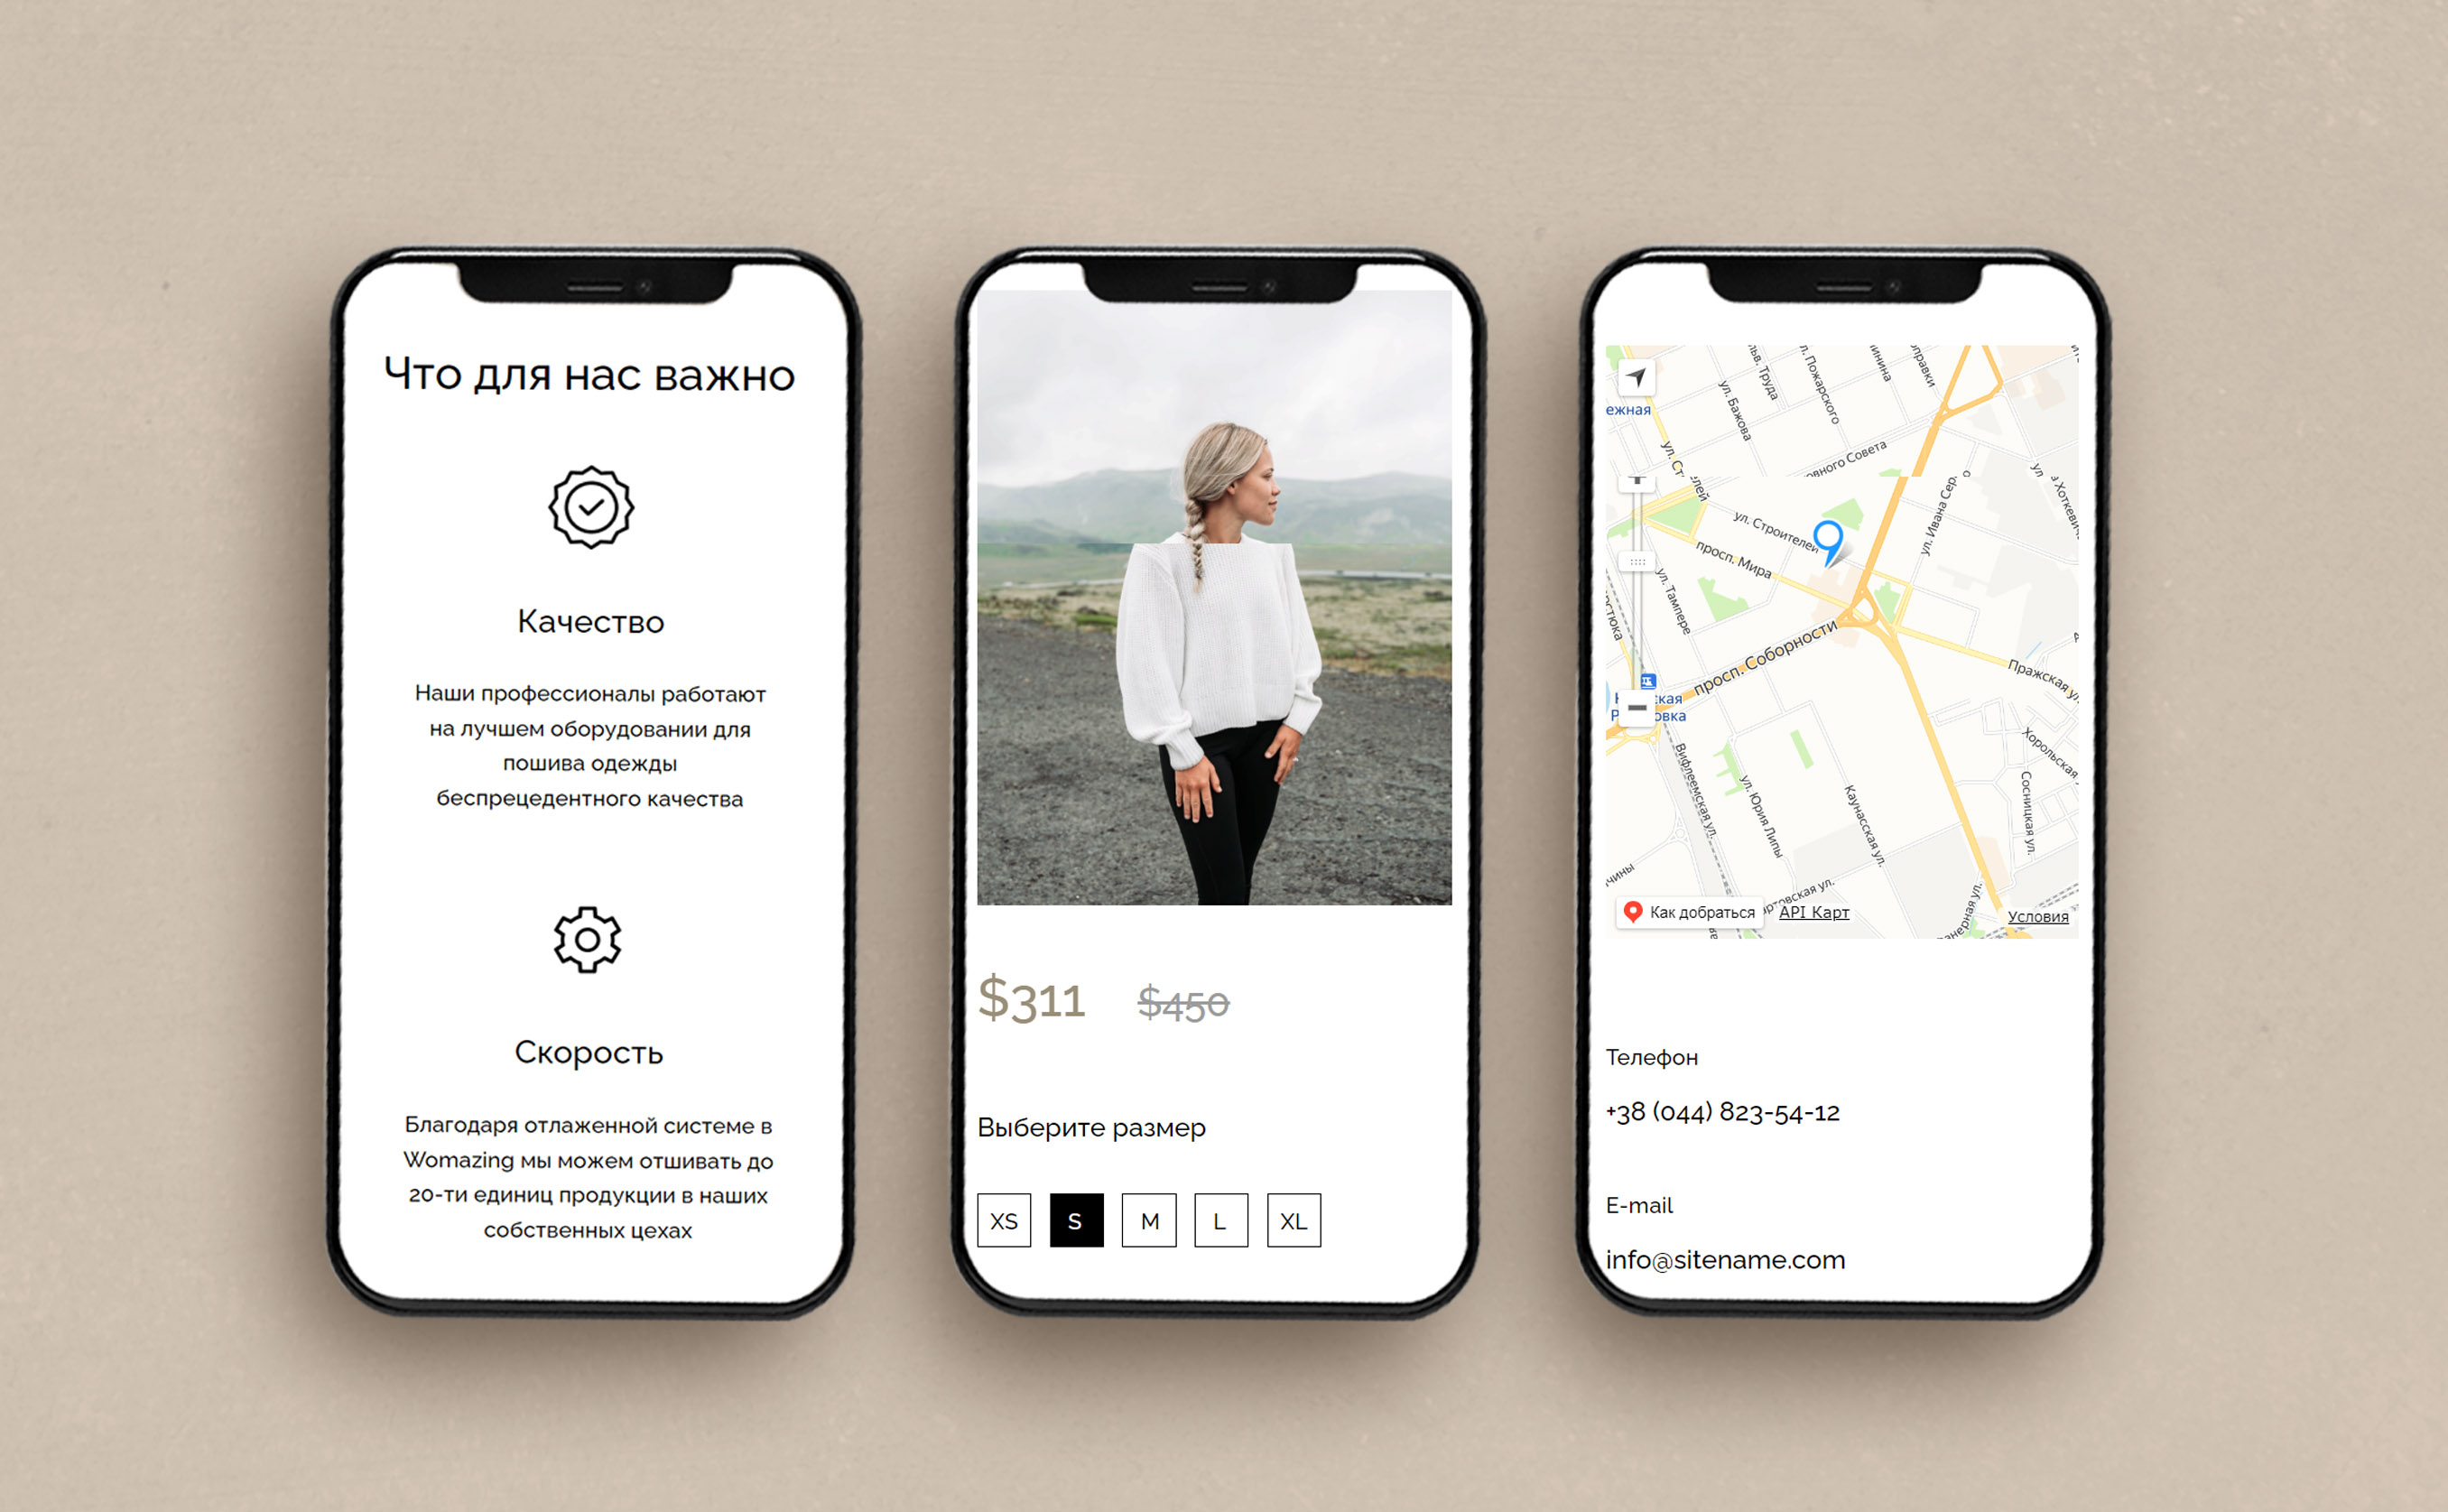 Что для нас важно
Качество
Наши профессионалы работают
на лучшем оборудовании для
пошива одежды
беспрецедентного качества
Скорость
Благодаря отлаженной системе в
Womazing мы можем отшивать до
20-ти единиц продукции в наших
собственных цехах
$311 $450
Выберите размер
XS S M L XL
ул. Бажова
ул. Пожарского
ежная
ул. Строителей
просп. Мира
ул. Ивана Сер.
ул. Тампере
просп. Соборности
Пражская ул.
Вифлеемская ул.
ул. Юрия Липы
Каунасская ул.
Хорольская
Сосницкая ул.
Как добраться
API Карт
Условия
Телефон
+38 (044) 823-54-12
E-mail
info@sitename.com